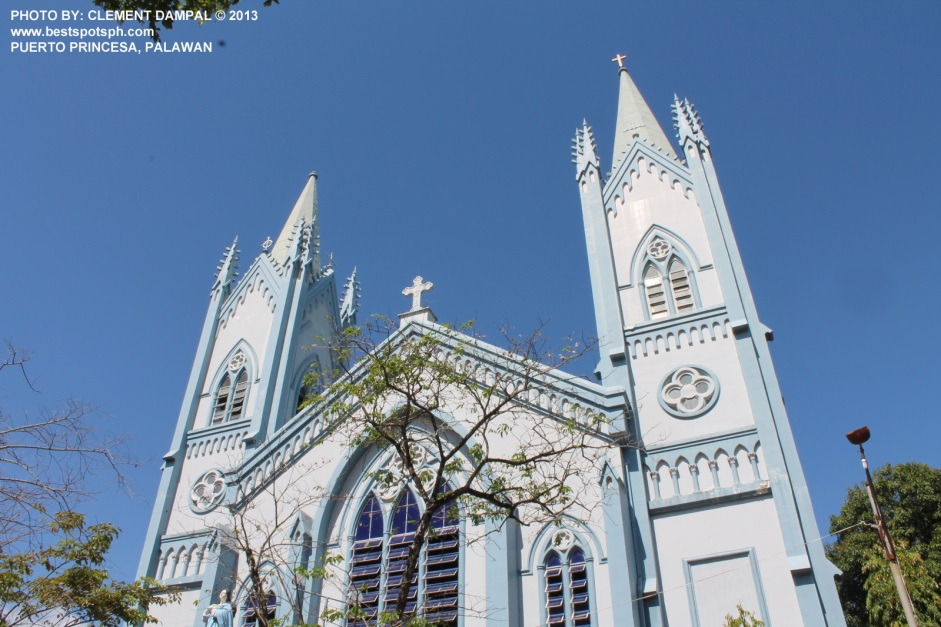 PHOTO BY: CLEMENT DAMPAL © 2013
www.bestspotsph.com
PUERTO PRINCESA, PALAWAN